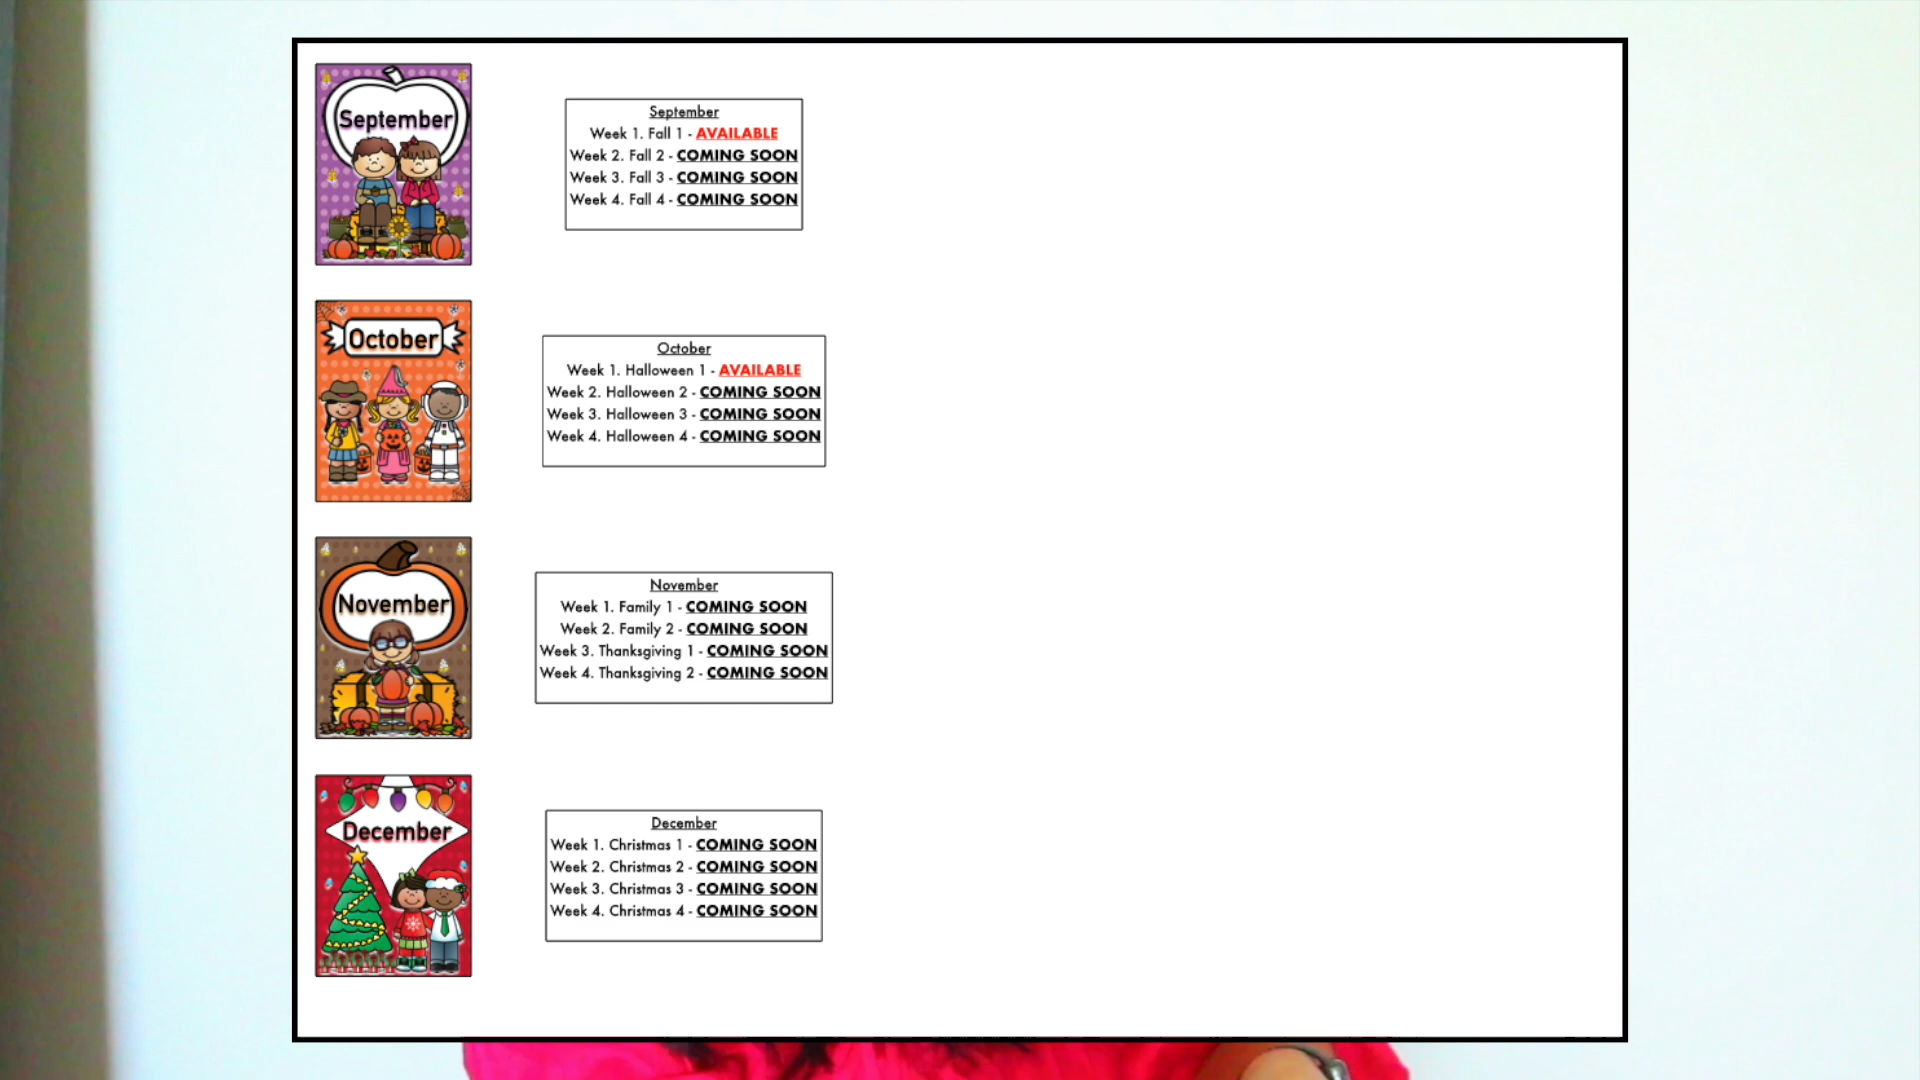 September
September
Week 1. Fall 1 - AVAILABLE
Week 2. Fall 2 - COMING SOON
Week 3. Fall 3 - COMING SOON
Week 4. Fall 4 - COMING SOON
October
October
Week 1. Halloween 1 - AVAILABLE
Week 2. Halloween 2 - COMING SOON
Week 3. Halloween 3 - COMING SOON
Week 4. Halloween 4 - COMING SOON
November
November
Week 1. Family 1 - COMING SOON
Week 2. Family 2 - COMING SOON
Week 3. Thanksgiving 1 - COMING SOON
Week 4. Thanksgiving 2 - COMING SOON
December
December
Week 1. Christmas 1 - COMING SOON
Week 2. Christmas 2 - COMING SOON
Week 3. Christmas 3 - COMING SOON
Week 4. Christmas 4 - COMING SOON